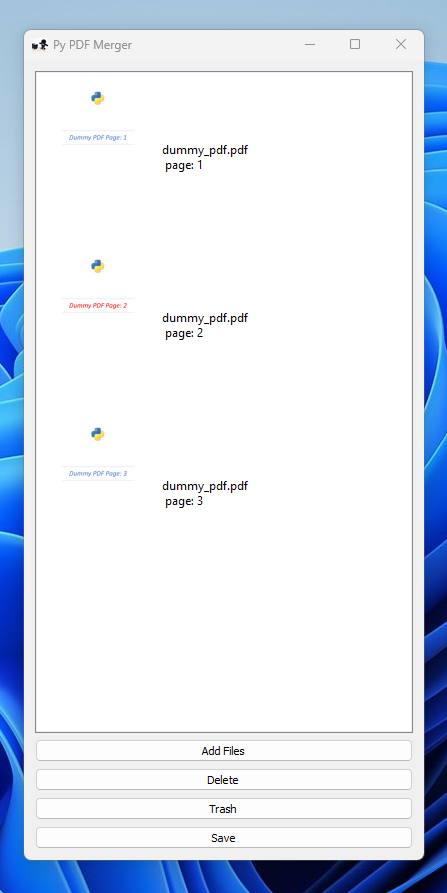 Py PDF Merger
Dummy PDF Page: 1
dummy_pdf.pdf
page: 1
Dummy PDF Page: 2
dummy_pdf.pdf
page: 2
Dummy PDF Page: 3
dummy_pdf.pdf
page: 3
Add Files
Delete
Trash
Save